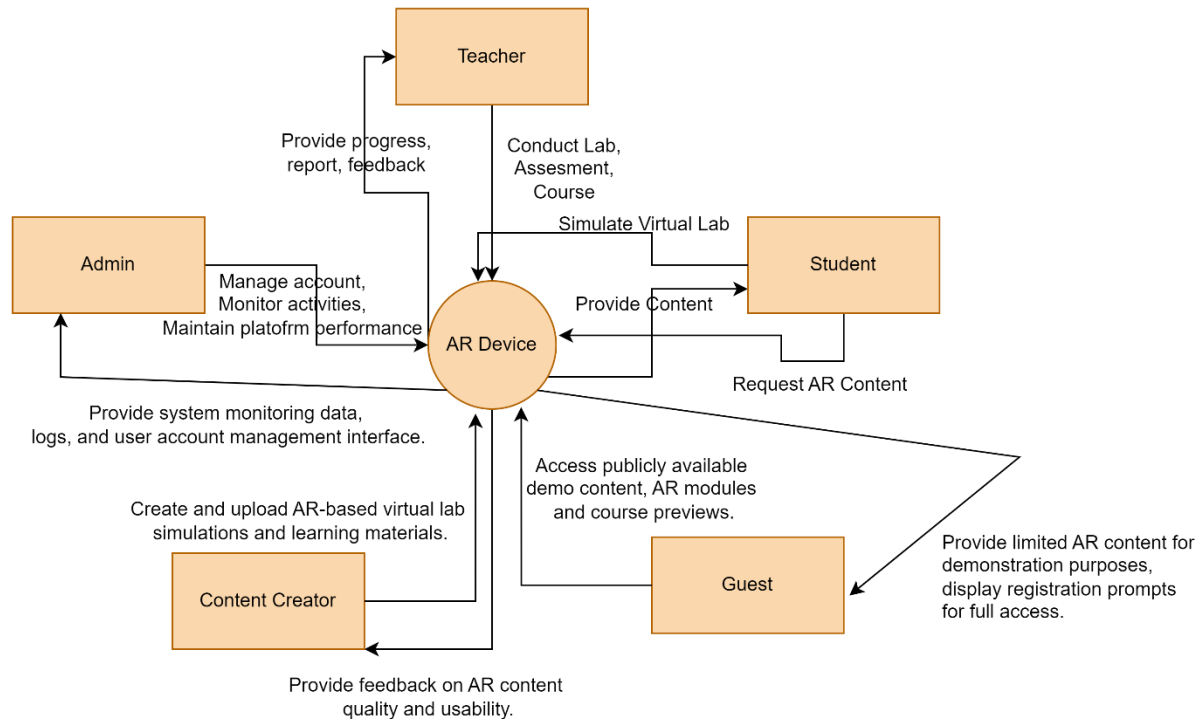 Teacher
Provide progress,
report, feedback
Conduct Lab,
Assesment,
Course
Simulate Virtual Lab
Admin
Student
Manage account,
Monitor activities,
Maintain platofrm performance
Provide Content
AR Device
Request AR Content
Provide system monitoring data,
logs, and user account management interface.
Access publicly available
demo content, AR modules
and course previews.
Create and upload AR-based virtual lab
simulations and learning materials.
Provide limited AR content for
demonstration purposes,
display registration prompts
for full access.
Content Creator
Guest
Provide feedback on AR content
quality and usability.